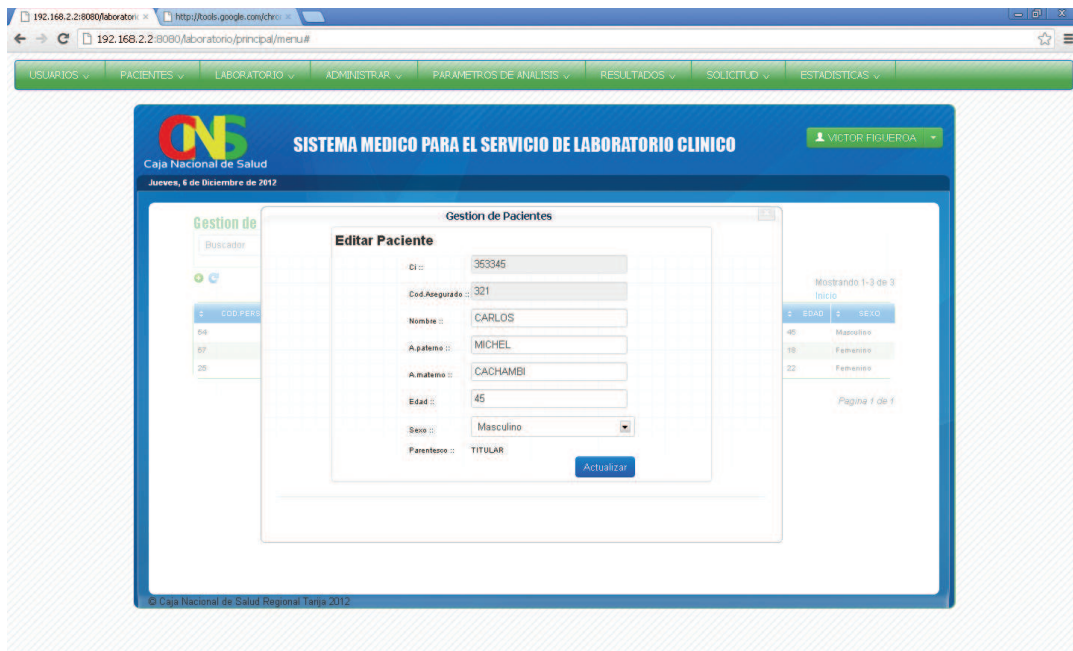 192.168.2.2:8080/laboratori
http://tools.google.com/chro
192.168.2.2:8080/laboratorio/principal/menu#
USUARIOS PACIENTES LABORATORIO ADMINISTRAR PARAMETROS DE ANALISIS RESULTADOS SOLICITUD ESTADISTICAS
CNS
Caja Nacional de Salud
SISTEMA MEDICO PARA EL SERVICIO DE LABORATORIO CLINICO
VICTOR FIGUEROA
Jueves, 6 de Diciembre de 2012
Gestion de
Buscador
Gestion de Pacientes
Editar Paciente
Ci :: 353345
Cod.Asegurado :: 321
Nombre :: CARLOS
A.paterno :: MICHEL
A.materno :: CACHAMBI
Edad :: 45
Sexo :: Masculino
Parentesco :: TITULAR
Actualizar
Mostrando 1-3 de 3
Inicio
COD.PERS EDAD SEXO
64 45 Masculino
67 18 Femenino
25 22 Femenino
Pagina 1 de 1
© Caja Nacional de Salud Regional Tarija 2012